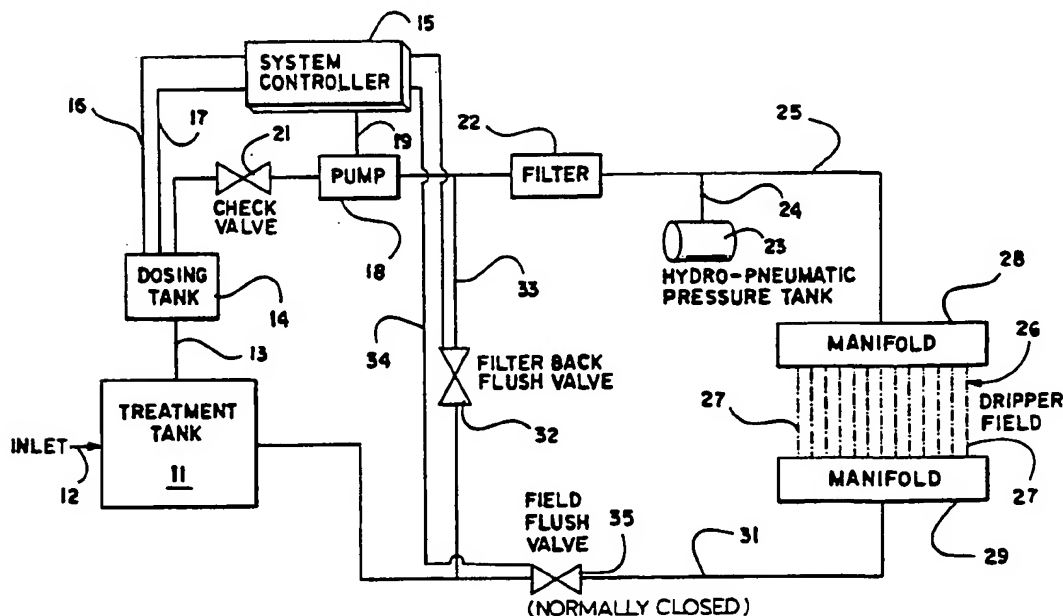 15
SYSTEM
CONTROLLER
16
17
21
19
22
25
PUMP
FILTER
CHECK
VALVE
24
23
18
HYDRO-PNEUMATIC
PRESSURE TANK
28
DOSING
TANK
14
33
MANIFOLD
26
13
34
FILTER BACK
FLUSH VALVE
27
DRIPPER
FIELD
TREATMENT
TANK
32
INLET
11
12
MANIFOLD
27
FIELD
FLUSH
VALVE
35
31
29
(NORMALLY CLOSED)